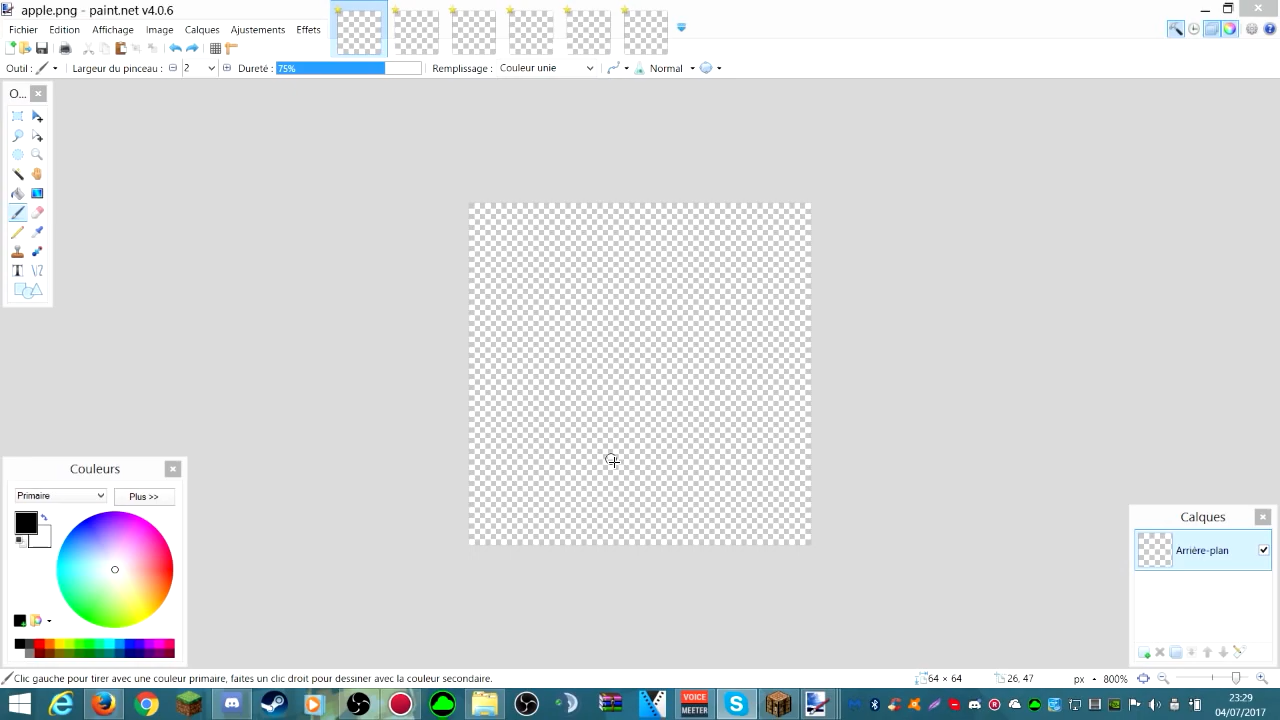 apple.png - paint.net v4.0.6
Fichier Edition Affichage Image Calques Ajustements Effets
Outil : Largeur du pinceau : 2 Dureté : 75% Remplissage : Couleur unie Normal
O...
Couleurs
Primaire Plus >>
Calques
Arrière-plan
Clic gauche pour tirer avec une couleur primaire, faites un clic droit pour dessiner avec la couleur secondaire.
64 × 64 26, 47 px 800%
VOICE
MEETER
23:29
04/07/2017